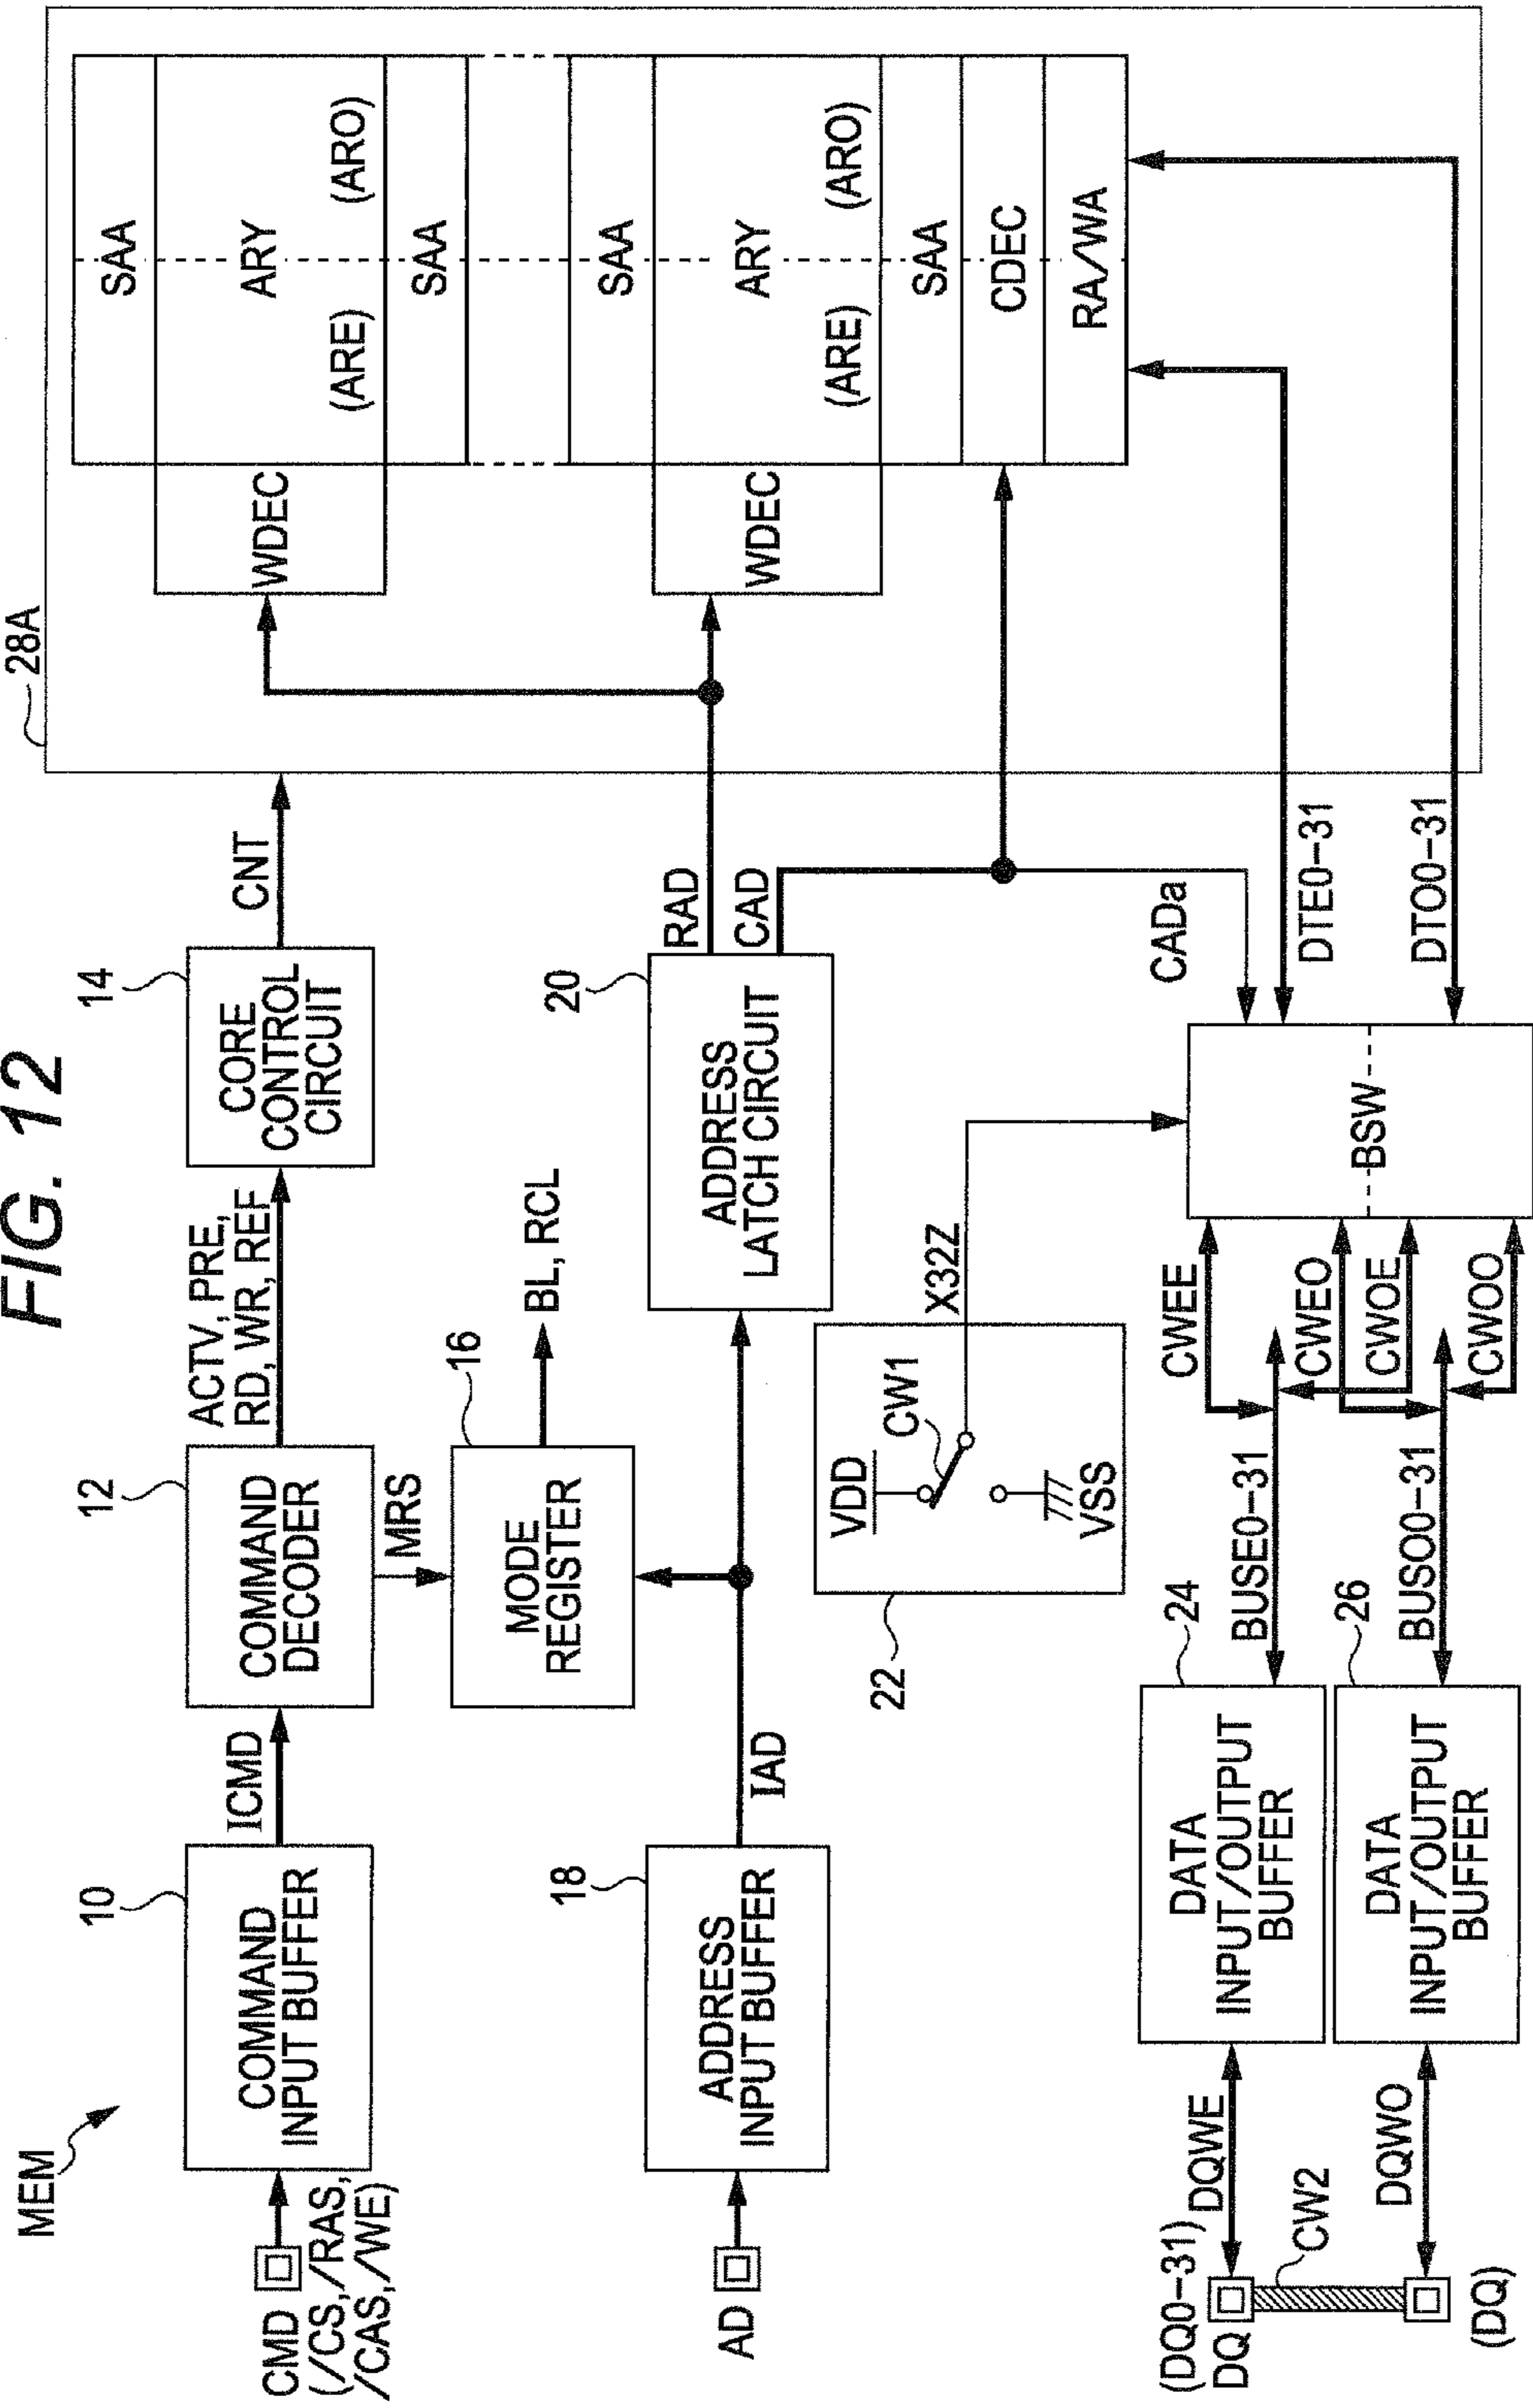 FIG. 12
MEM
CMD
(/CS,/RAS,
/CAS,/WE)
10
COMMAND
INPUT BUFFER
ICMD
12
COMMAND
DECODER
ACTV, PRE,
RD, WR, REF
14
CORE
CONTROL
CIRCUIT
CNT
28A
MRS
16
MODE
REGISTER
BL, RCL
AD
18
ADDRESS
INPUT BUFFER
IAD
20
ADDRESS
LATCH CIRCUIT
RAD
CAD
CADa
WDEC
SAA
ARY
(ARE)
(ARO)
SAA
WDEC
SAA
ARY
(ARE)
(ARO)
SAA
CDEC
RA/WA
22
VDD
CW1
VSS
X32Z
(DQ0-31)
DQ
DQWE
24
DATA
INPUT/OUTPUT
BUFFER
BUSE0-31
CWEE
CWEO
CWOE
CWOO
BSW
DTE0-31
DTO0-31
CW2
(DQ)
DQWO
26
DATA
INPUT/OUTPUT
BUFFER
BUSO0-31